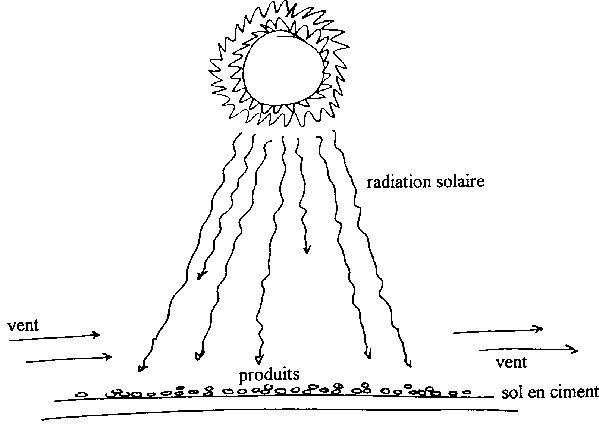 radiation solaire
vent
vent
produits
sol en ciment